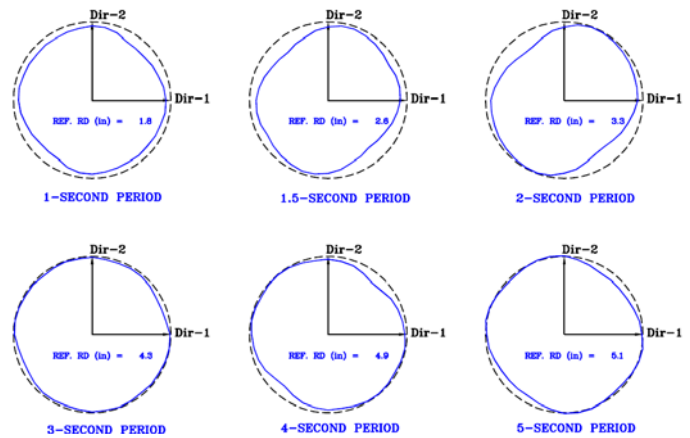 Dir-2 Dir-2 Dir-2
Dir-1 Dir-1 Dir-1
REF. RD (in) = 1.8 REF. RD (in) = 2.6 REF. RD (in) = 3.3
1-SECOND PERIOD 1.5-SECOND PERIOD 2-SECOND PERIOD
Dir-2 Dir-2 Dir-2
Dir-1 Dir-1 Dir-1
REF. RD (in) = 4.3 REF. RD (in) = 4.9 REF. RD (in) = 5.1
3-SECOND PERIOD 4-SECOND PERIOD 5-SECOND PERIOD